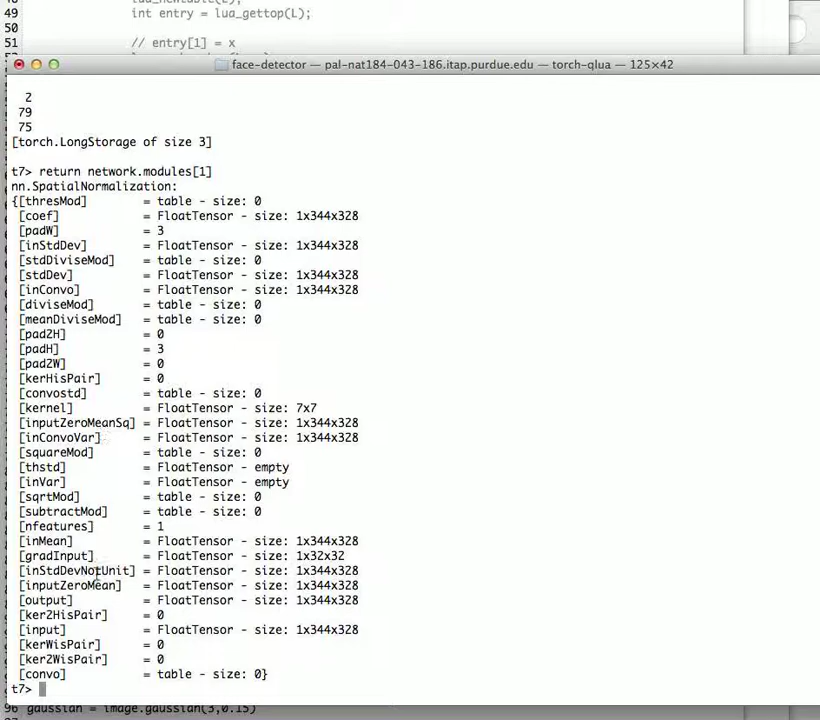 49 int entry = lua_gettop(L);
50
51 // entry[1] = x
face-detector — pal-nat184-043-186.itap.purdue.edu — torch-qlua — 125×42
2
79
75
[torch.LongStorage of size 3]
t7> return network.modules[1]
nn.SpatialNormalization:
{[thresMod] = table - size: 0
[coef] = FloatTensor - size: 1x344x328
[padW] = 3
[inStdDev] = FloatTensor - size: 1x344x328
[stdDiviseMod] = table - size: 0
[stdDev] = FloatTensor - size: 1x344x328
[inConvo] = FloatTensor - size: 1x344x328
[diviseMod] = table - size: 0
[meanDiviseMod] = table - size: 0
[pad2H] = 0
[padH] = 3
[pad2W] = 0
[kerHisPair] = 0
[convostd] = table - size: 0
[kernel] = FloatTensor - size: 7x7
[inputZeroMeanSq] = FloatTensor - size: 1x344x328
[inConvoVar] = FloatTensor - size: 1x344x328
[squareMod] = table - size: 0
[thstd] = FloatTensor - empty
[inVar] = FloatTensor - empty
[sqrtMod] = table - size: 0
[subtractMod] = table - size: 0
[nfeatures] = 1
[inMean] = FloatTensor - size: 1x344x328
[gradInput] = FloatTensor - size: 1x32x32
[inStdDevNotUnit] = FloatTensor - size: 1x344x328
[inputZeroMean] = FloatTensor - size: 1x344x328
[output] = FloatTensor - size: 1x344x328
[ker2HisPair] = 0
[input] = FloatTensor - size: 1x344x328
[kerWisPair] = 0
[ker2WisPair] = 0
[convo] = table - size: 0}
t7>
96 gaussian = image.gaussian(3,0.15)